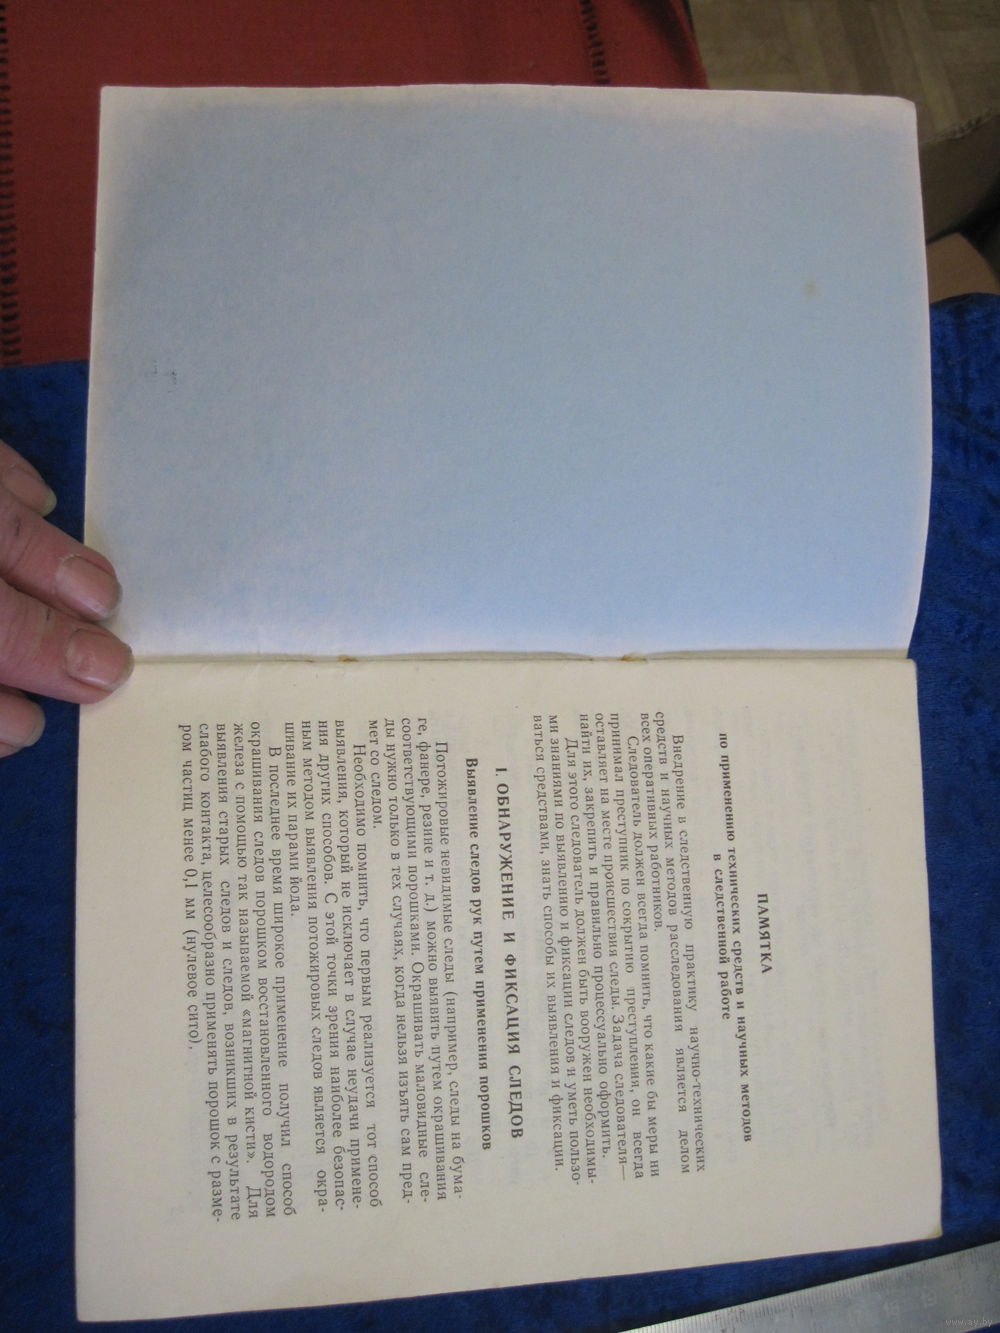 ПАМЯТКА
по применению технических средств и научных методов
в следственной работе
Внедрение в следственную практику научно-технических
средств и научных методов расследования является делом
всех оперативных работников.
Следователь должен всегда помнить, что какие бы меры ни
принимал преступник по сокрытию преступления, он всегда
оставляет на месте происшествия следы. Задача следователя —
найти их, закрепить и правильно процессуально оформить.
Для этого следователь должен быть вооружен необходимы-
ми знаниями по выявлению и фиксации следов и уметь пользо-
ваться средствами, знать способы их выявления и фиксации.
I. ОБНАРУЖЕНИЕ И ФИКСАЦИЯ СЛЕДОВ
Выявление следов рук путем применения порошков
Потожировые невидимые следы (например, следы на бума-
ге, фанере, резине и т. д.) можно выявить путем окрашивания
соответствующими порошками. Окрашивать маловидные сле-
ды нужно только в тех случаях, когда нельзя изъять сам пред-
мет со следом.
Необходимо помнить, что первым реализуется тот способ
выявления, который не исключает в случае неудачи примене-
ния других способов. С этой точки зрения наиболее безопас-
ным методом выявления потожировых следов является окра-
шивание их парами йода.
В последнее время широкое применение получил способ
окрашивания следов порошком восстановленного водородом
железа с помощью так называемой «магнитной кисти». Для
выявления старых следов и следов, возникших в результате
слабого контакта, целесообразно применять порошок с разме-
ром частиц менее 0,1 мм (нулевое сито).
18 19
www.ay.by